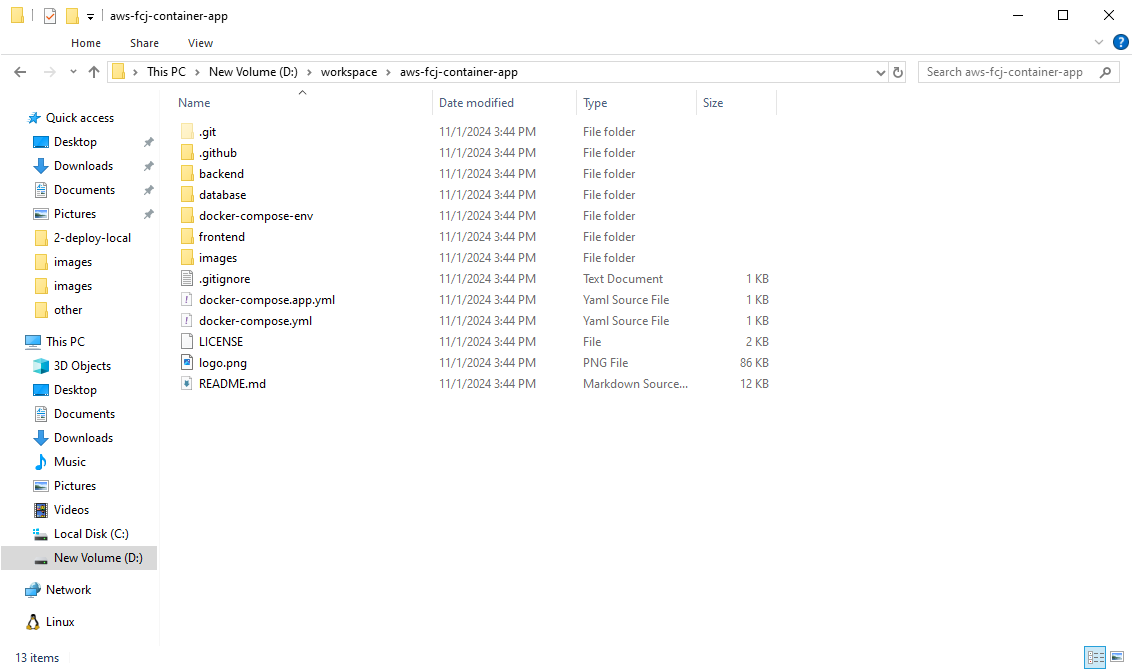 aws-fcj-container-app
Home Share View
?
This PC New Volume (D:) workspace aws-fcj-container-app Search aws-fcj-container-app
Quick access
Desktop
Downloads
Documents
Pictures
2-deploy-local
images
images
other
This PC
3D Objects
Desktop
Documents
Downloads
Music
Pictures
Videos
Local Disk (C:)
New Volume (D:)
Network
Linux
Name Date modified Type Size
.git 11/1/2024 3:44 PM File folder
.github 11/1/2024 3:44 PM File folder
backend 11/1/2024 3:44 PM File folder
database 11/1/2024 3:44 PM File folder
docker-compose-env 11/1/2024 3:44 PM File folder
frontend 11/1/2024 3:44 PM File folder
images 11/1/2024 3:44 PM File folder
.gitignore 11/1/2024 3:44 PM Text Document 1 KB
docker-compose.app.yml 11/1/2024 3:44 PM Yaml Source File 1 KB
docker-compose.yml 11/1/2024 3:44 PM Yaml Source File 1 KB
LICENSE 11/1/2024 3:44 PM File 2 KB
logo.png 11/1/2024 3:44 PM PNG File 86 KB
README.md 11/1/2024 3:44 PM Markdown Source... 12 KB
13 items